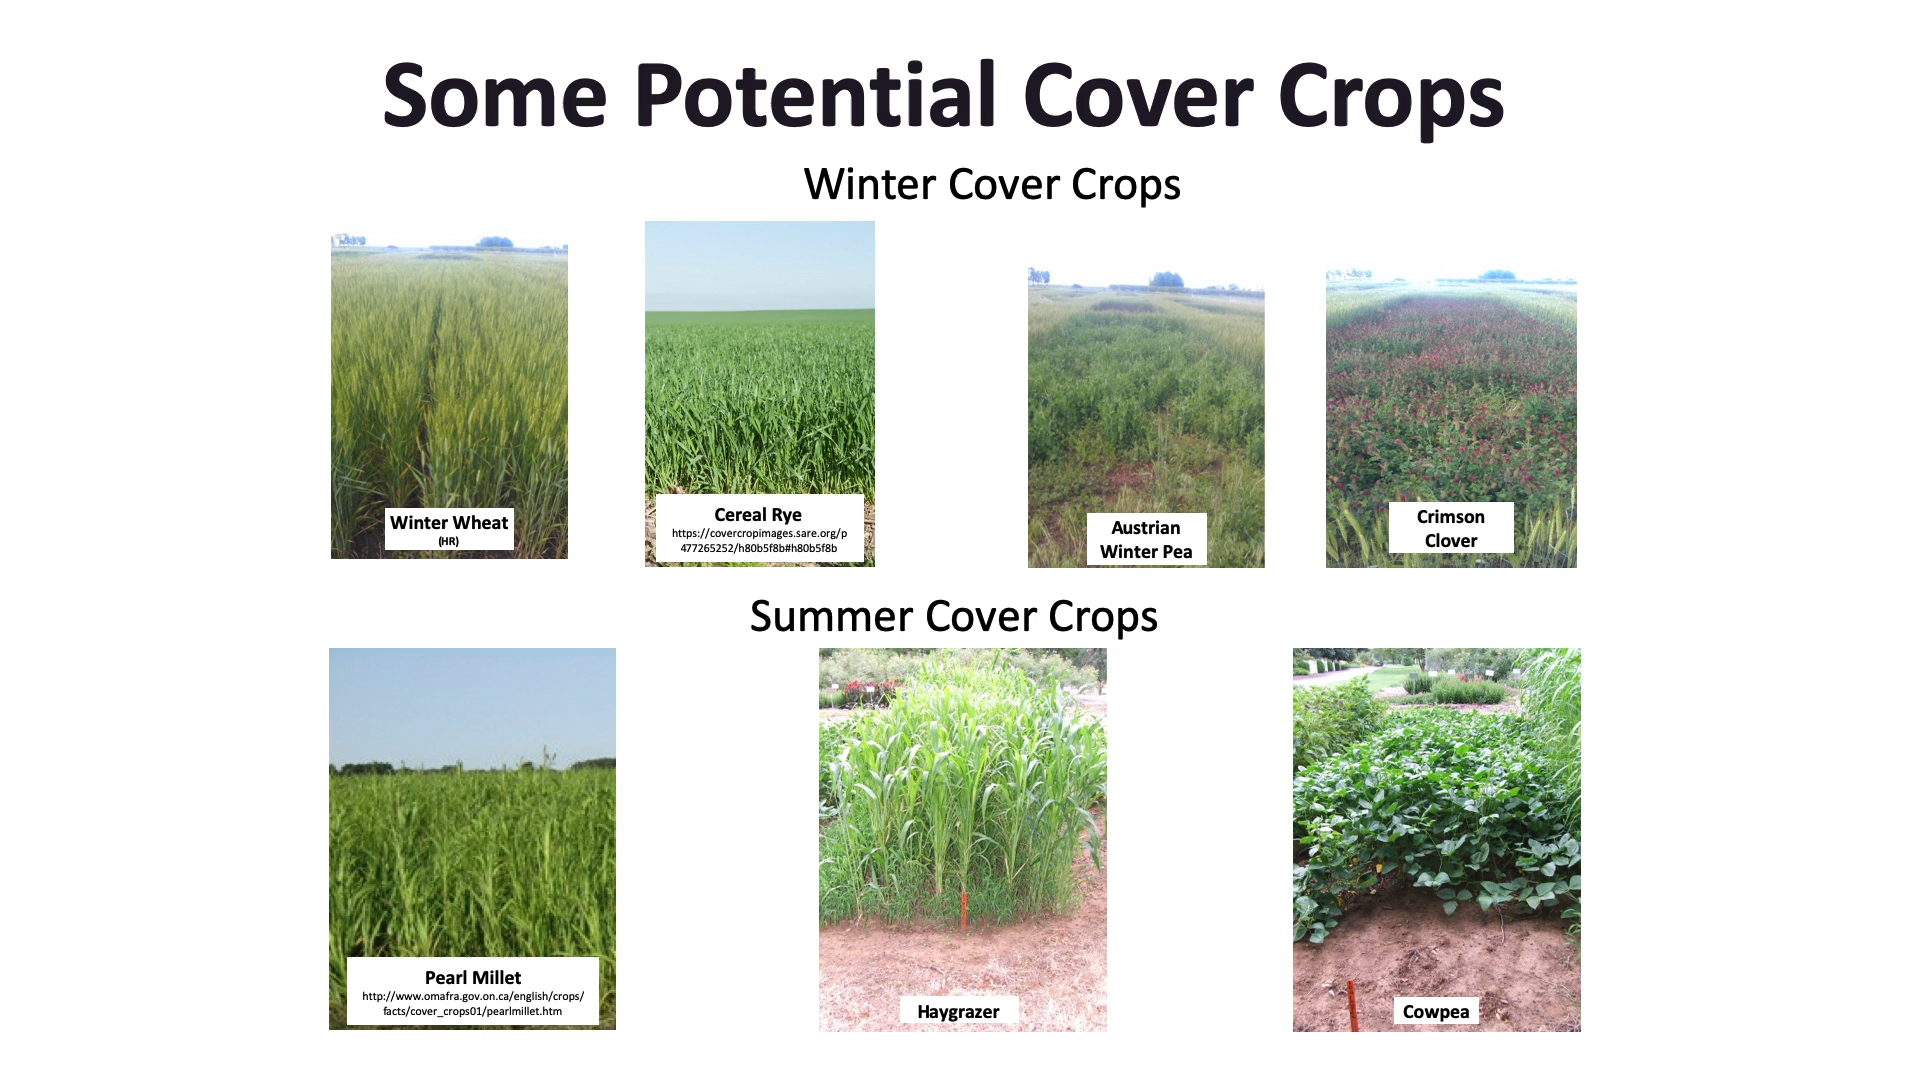 Some Potential Cover Crops
Winter Cover Crops
Winter Wheat
(HR)
Cereal Rye
https://covercropimages.sare.org/p
477265252/h80b5f8b#h80b5f8b
Austrian
Winter Pea
Crimson
Clover
Summer Cover Crops
Pearl Millet
http://www.omafra.gov.on.ca/english/crops/
facts/cover_crops01/pearlmillet.htm
Haygrazer
Cowpea